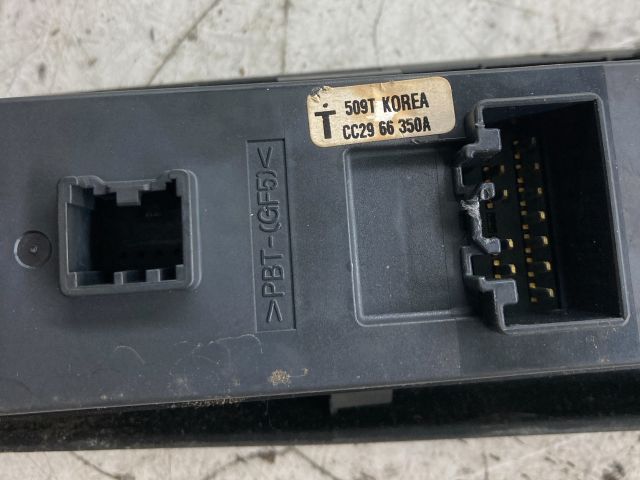 509T KOREA
T CC29 66 350A
>PBT-(GF5)<